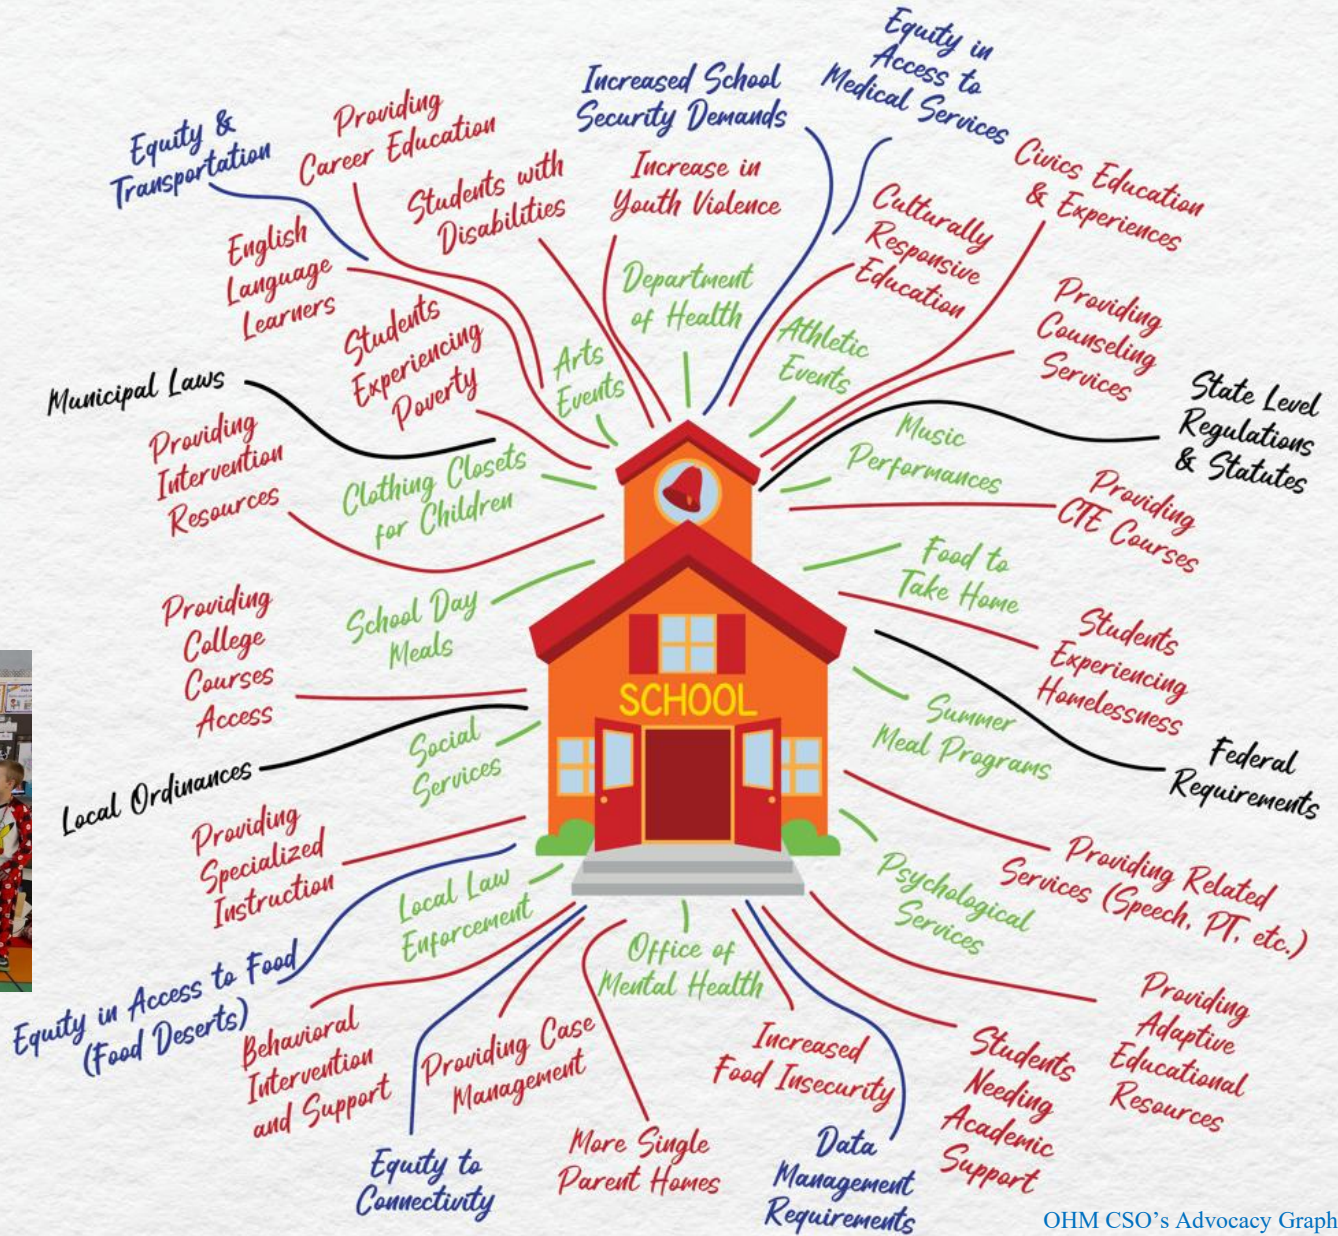 Equity &
Transportation
Providing
Career Education
Students with
Disabilities
Increased School
Security Demands
Increase in
Youth Violence
Equity in
Access to
Medical Services
Civics Education
& Experiences
Culturally
Responsive
Education
English
Language
Learners
Students
Experiencing
Poverty
Arts
Events
Department
of Health
Athletic
Events
Providing
Counseling
Services
State Level
Regulations
& Statutes
Municipal Laws
Providing
Intervention
Resources
Clothing Closets
for Children
Music
Performances
Providing
CTE Courses
Food to
Take Home
Providing
College
Courses
Access
School Day
Meals
Students
Experiencing
Homelessness
SCHOOL
Summer
Meal Programs
Federal
Requirements
Local Ordinances
Social
Services
Providing
Specialized
Instruction
Local Law
Enforcement
Psychological
Services
Providing Related
Services (Speech, PT, etc.)
Equity in Access to Food
(Food Deserts)
Office of
Mental Health
Behavioral
Intervention
and Support
Providing Case
Management
Increased
Food Insecurity
Students
Needing
Academic
Support
Providing
Adaptive
Educational
Resources
Equity to
Connectivity
More Single
Parent Homes
Data
Management
Requirements
OHM CSO's Advocacy Graph